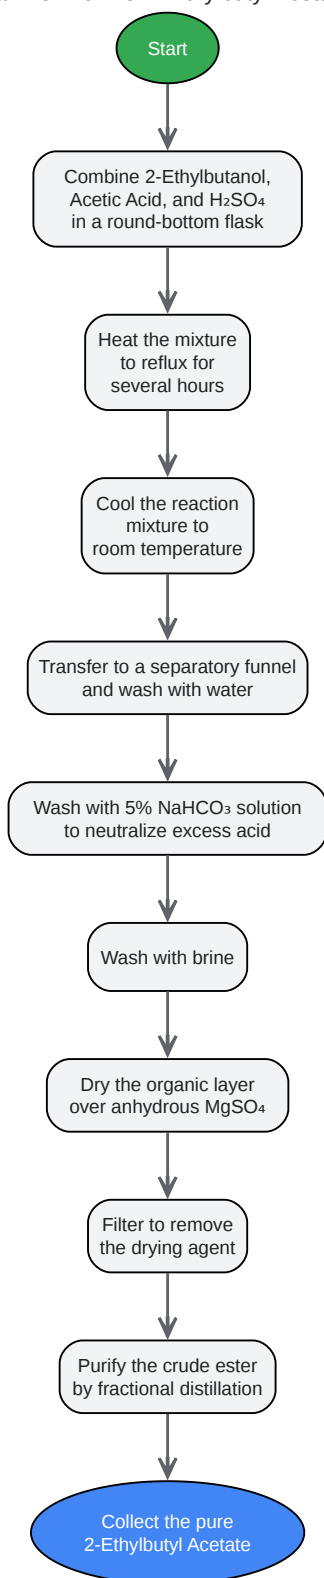 Start
Combine 2-Ethylbutanol,
Acetic Acid, and H₂SO₄
in a round-bottom flask
Heat the mixture
to reflux for
several hours
Cool the reaction
mixture to
room temperature
Transfer to a separatory funnel
and wash with water
Wash with 5% NaHCO₃ solution
to neutralize excess acid
Wash with brine
Dry the organic layer
over anhydrous MgSO₄
Filter to remove
the drying agent
Purify the crude ester
by fractional distillation
Collect the pure
2-Ethylbutyl Acetate